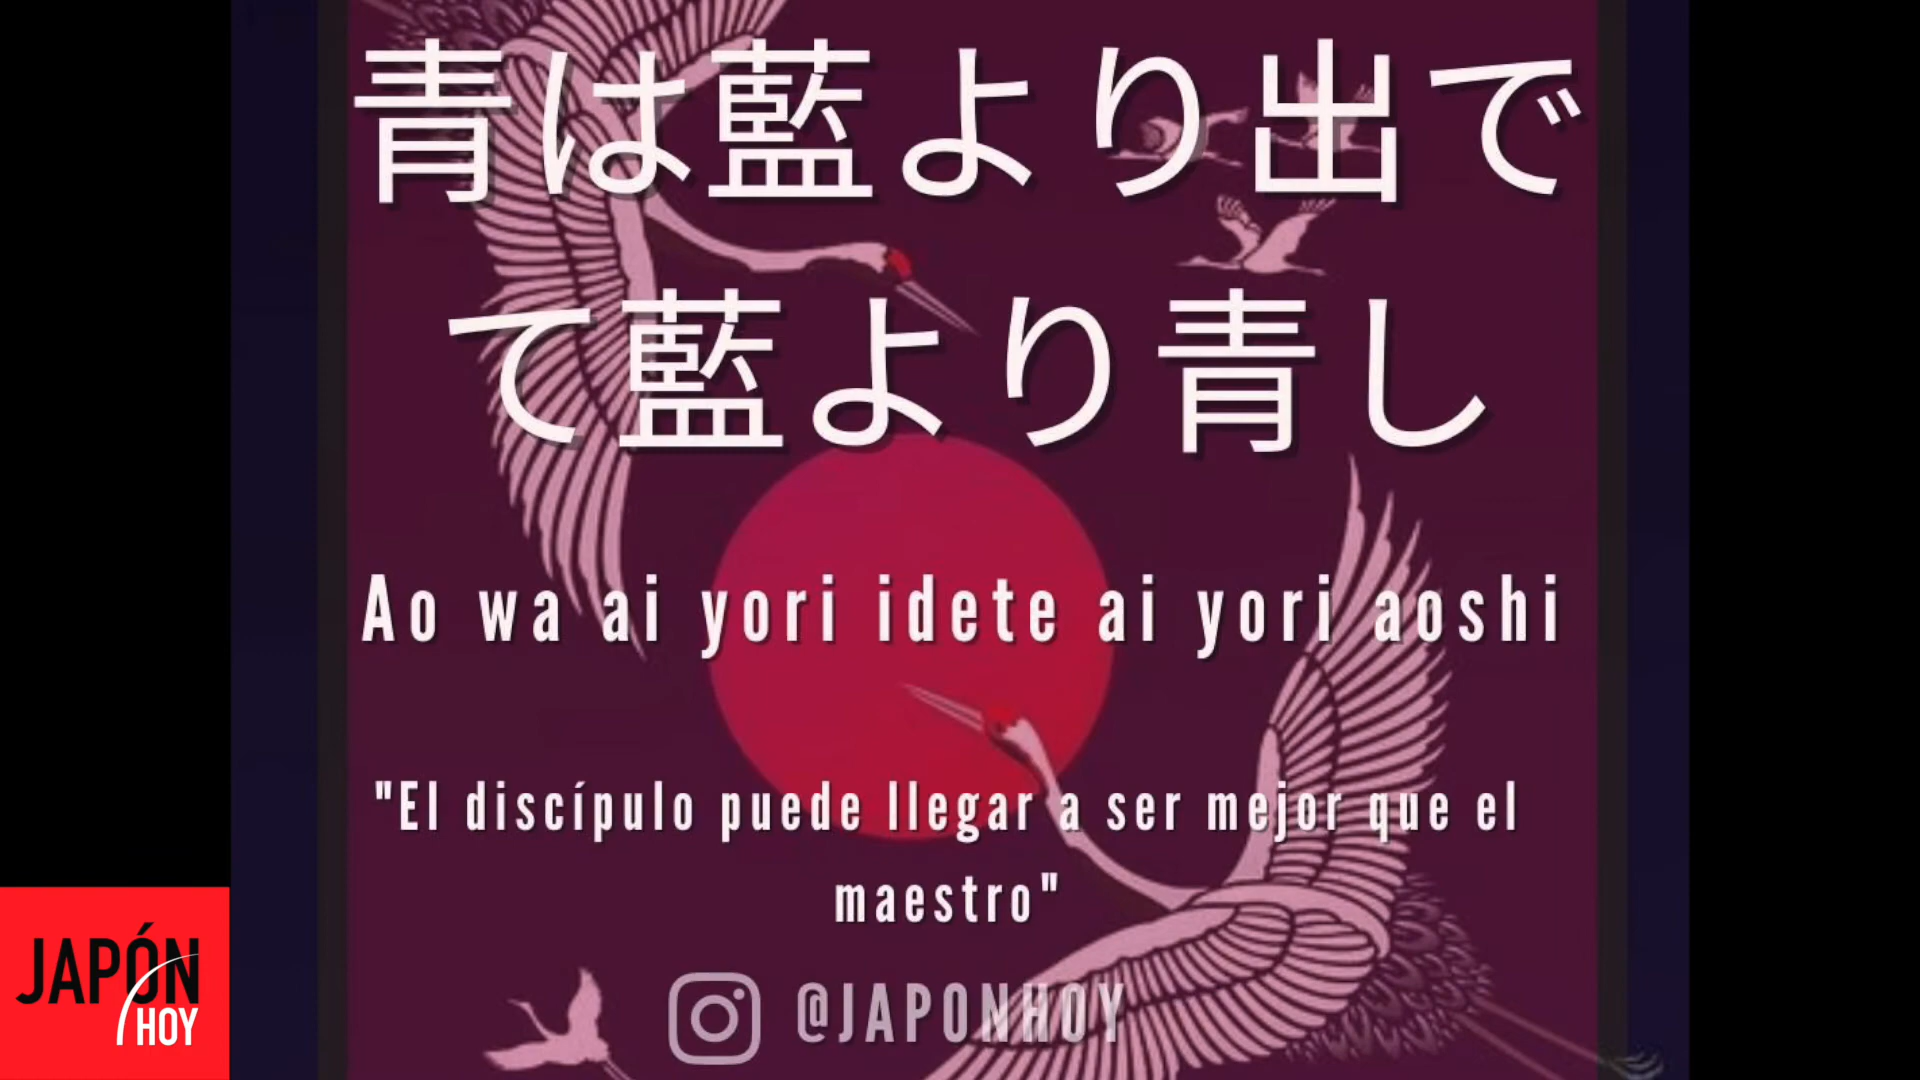 青は藍より出で
て藍より青し
Ao wa ai yori idete ai yori aoshi
"El discípulo puede llegar a ser mejor que el
maestro"
@JAPONHOY
JAPÓN
HOY